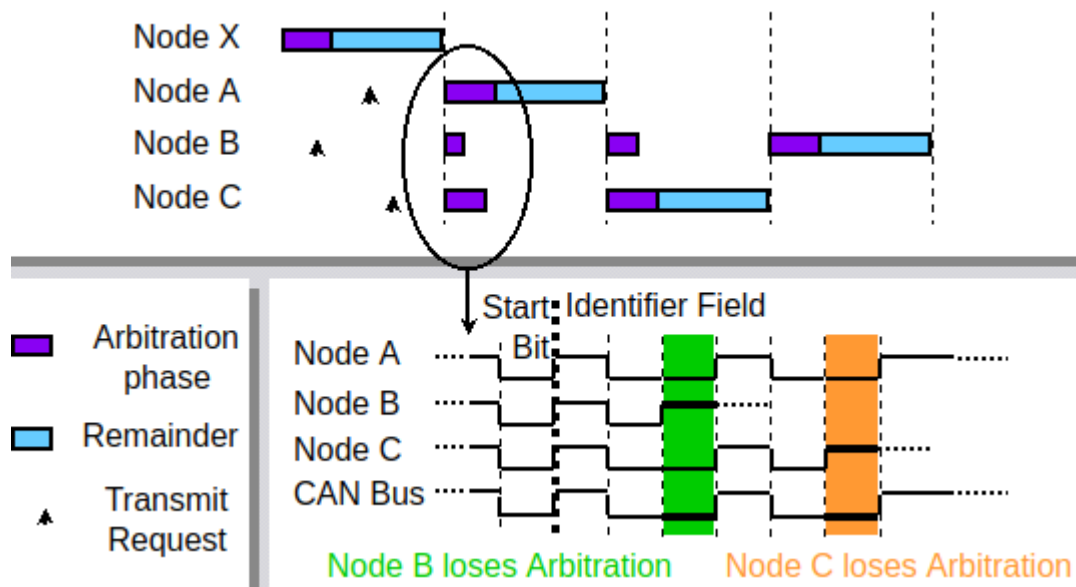 Node X
Node A
Node B
Node C
Arbitration
phase
Remainder
Transmit
Request
Start
Bit
Identifier Field
Node A
Node B
Node C
CAN Bus
Node B loses Arbitration
Node C loses Arbitration